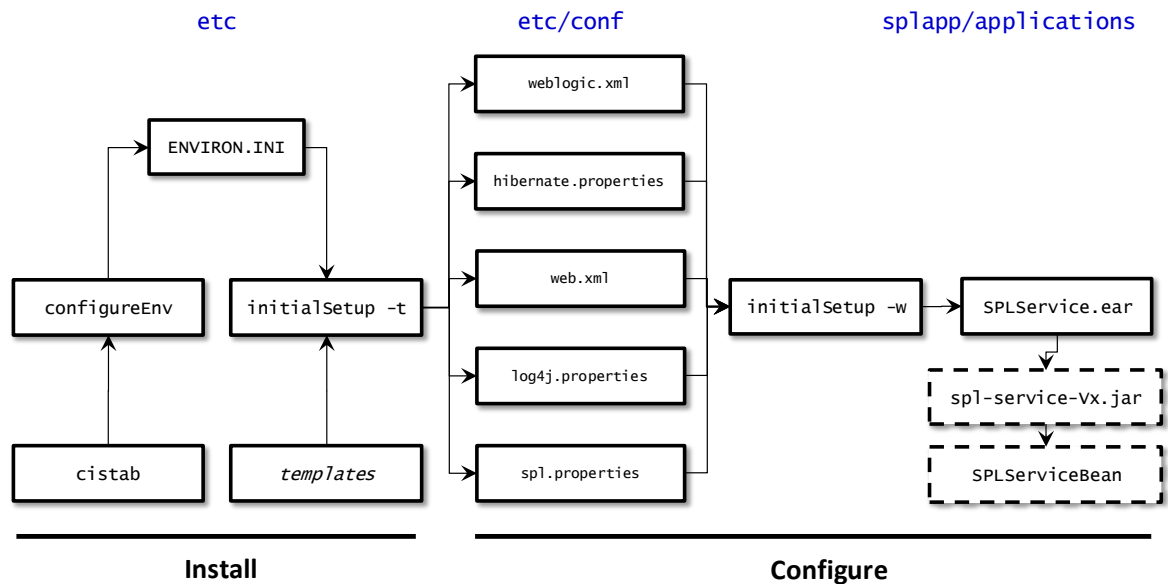 etc
etc/conf
splapp/applications
weblogic.xml
ENVIRON.INI
hibernate.properties
configureEnv
initialSetup -t
web.xml
initialSetup -w
SPLService.ear
log4j.properties
spl-service-Vx.jar
cistab
templates
spl.properties
SPLServiceBean
Install
Configure